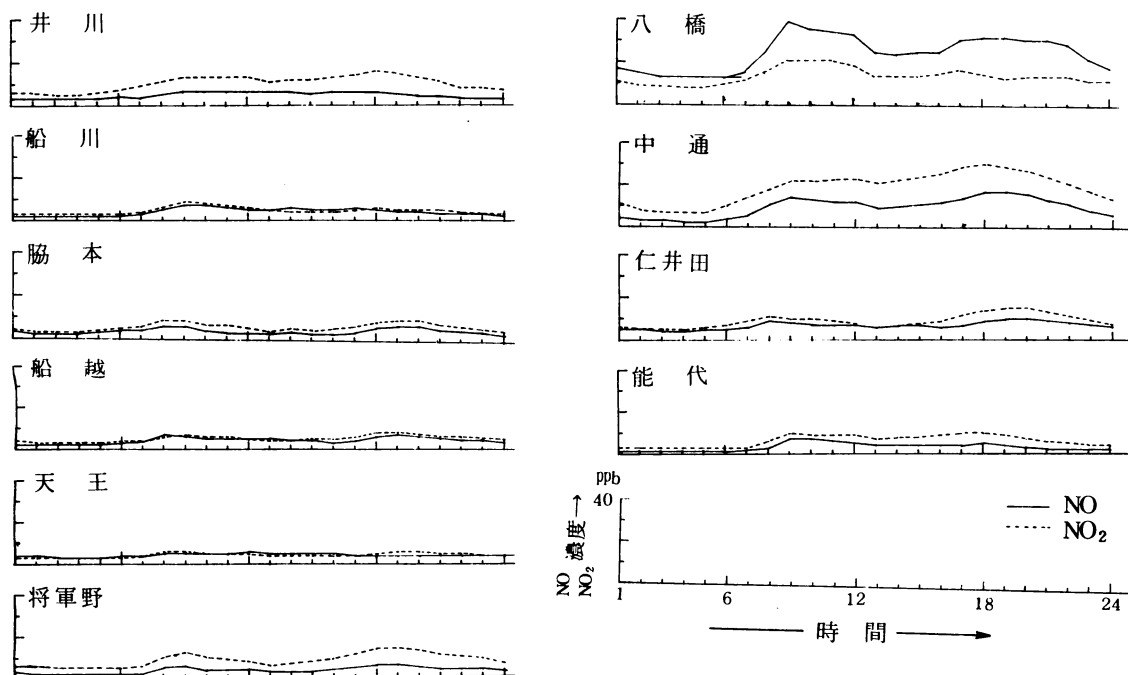 井川
船川
脇本
船越
天王
将軍野
八橋
中通
仁井田
能代
ppb
40
NO
NO₂
濃度→
NO
NO₂
1 6 12 18 24
時間